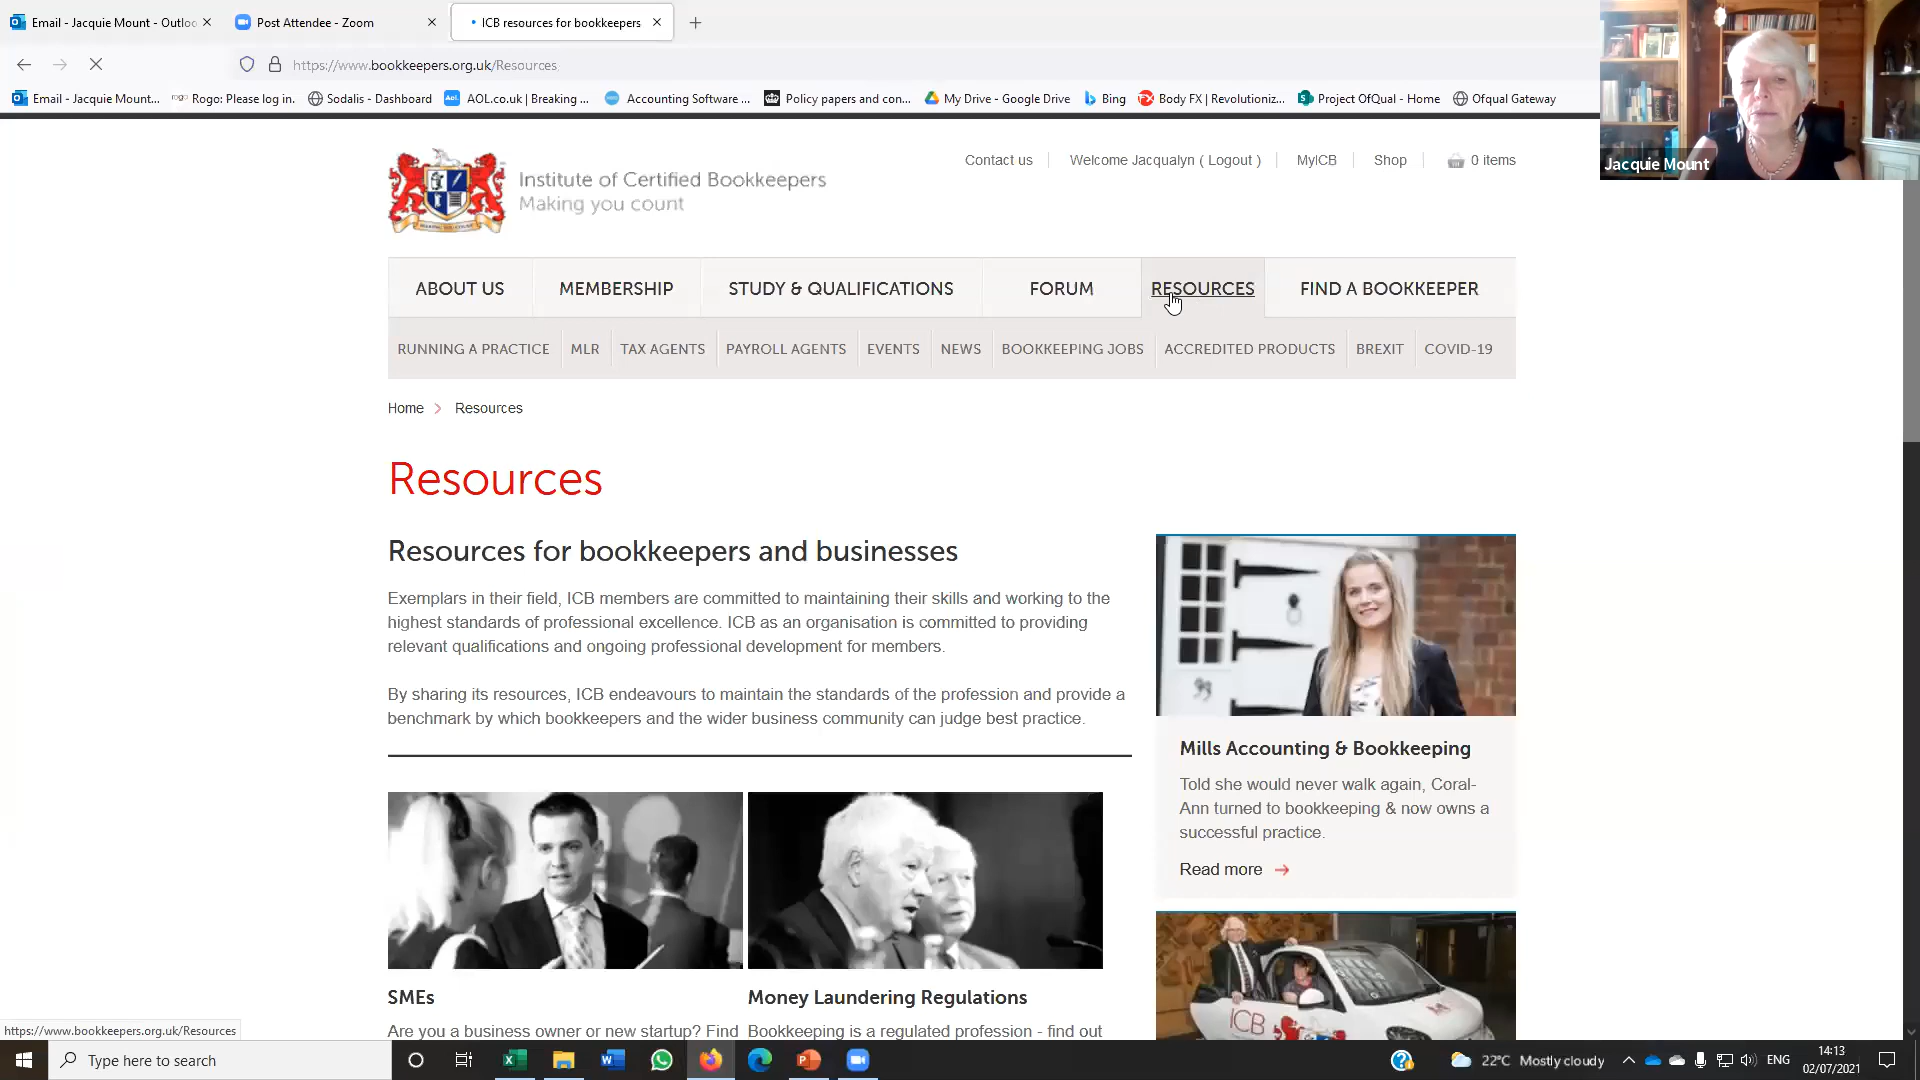 Email - Jacquie Mount - Outloo
Post Attendee - Zoom
ICB resources for bookkeepers
https://www.bookkeepers.org.uk/Resources
Email - Jacquie Mount...
Rogo: Please log in.
Sodalis - Dashboard
AOL.co.uk | Breaking ...
Accounting Software ...
Policy papers and con...
My Drive - Google Drive
Bing
Body FX | Revolutioniz...
Project OfQual - Home
Ofqual Gateway
Jacquie Mount
Contact us
Welcome Jacqualyn ( Logout )
MyICB
Shop
0 items
Institute of Certified Bookkeepers
Making you count
ABOUT US
MEMBERSHIP
STUDY & QUALIFICATIONS
FORUM
RESOURCES
FIND A BOOKKEEPER
RUNNING A PRACTICE
MLR
TAX AGENTS
PAYROLL AGENTS
EVENTS
NEWS
BOOKKEEPING JOBS
ACCREDITED PRODUCTS
BREXIT
COVID-19
Home
Resources
Resources
Resources for bookkeepers and businesses
Exemplars in their field, ICB members are committed to maintaining their skills and working to the
highest standards of professional excellence. ICB as an organisation is committed to providing
relevant qualifications and ongoing professional development for members.
By sharing its resources, ICB endeavours to maintain the standards of the profession and provide a
benchmark by which bookkeepers and the wider business community can judge best practice.
Mills Accounting & Bookkeeping
Told she would never walk again, Coral-
Ann turned to bookkeeping & now owns a
successful practice.
Read more
ICB
SMEs
Are you a business owner or new startup? Find
Money Laundering Regulations
Bookkeeping is a regulated profession - find out
https://www.bookkeepers.org.uk/Resources
Type here to search
22°C Mostly cloudy
ENG
14:13
02/07/2021